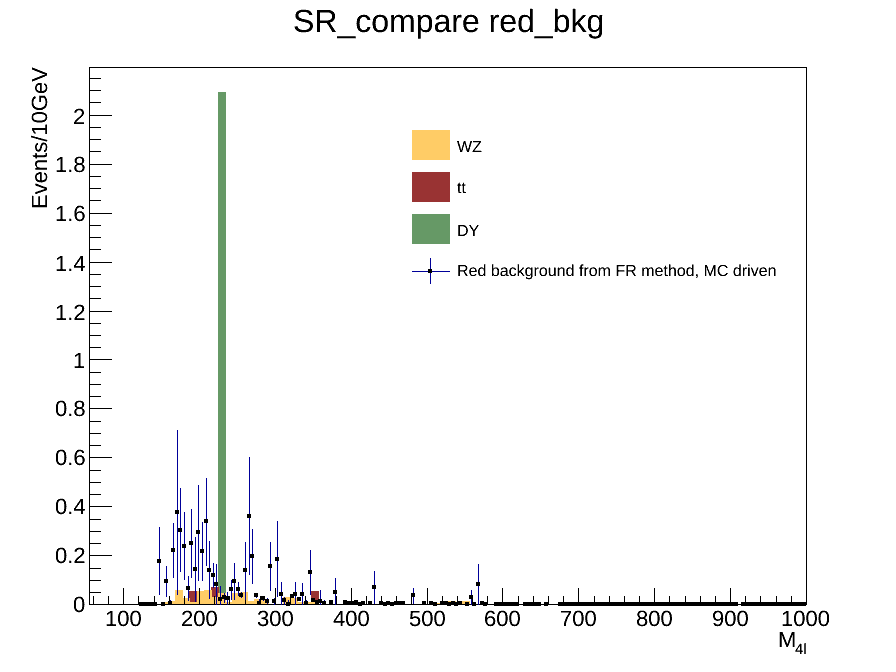 SR_compare red_bkg
Events/10GeV
2
1.8
1.6
1.4
1.2
1
0.8
0.6
0.4
0.2
0
WZ
tt
DY
Red background from FR method, MC driven
100 200 300 400 500 600 700 800 900 1000
M4l